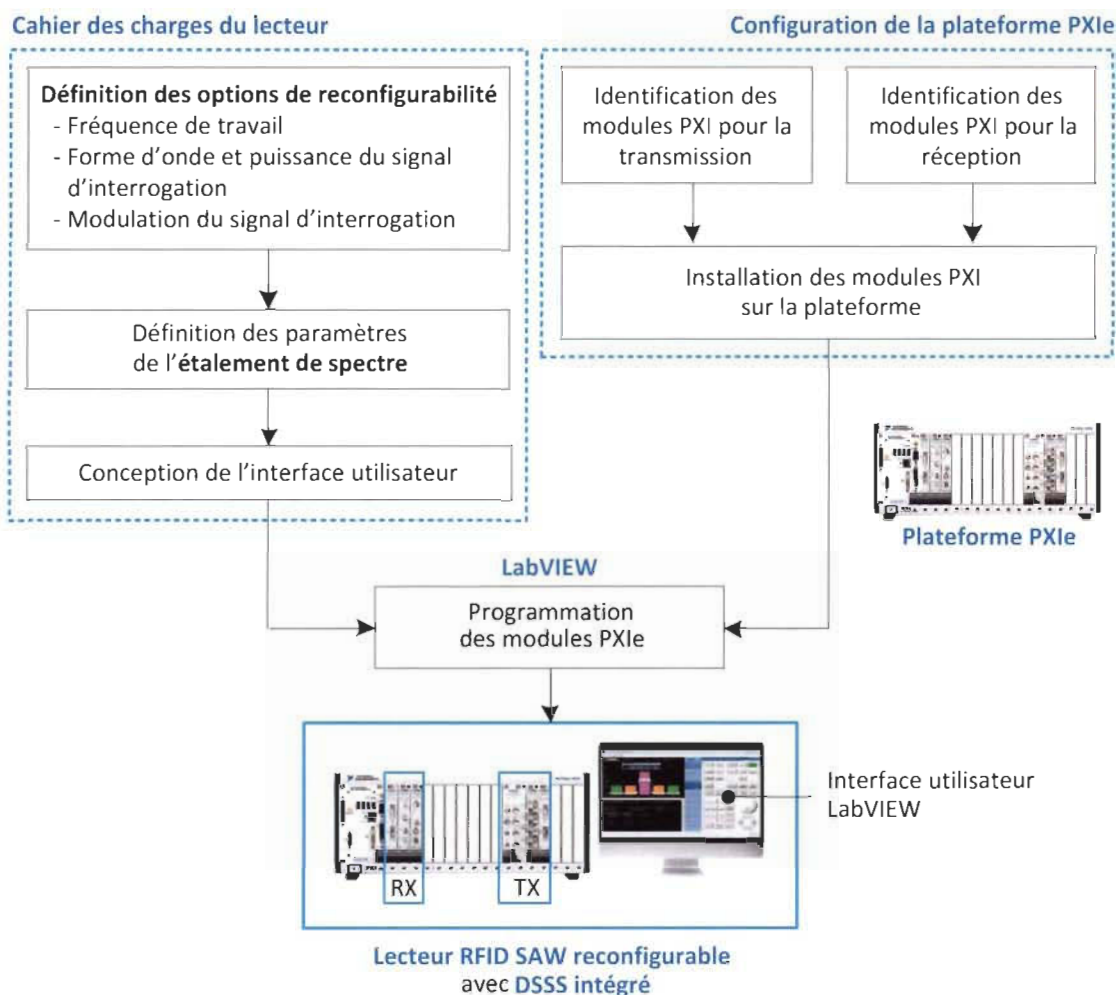 Cahier des charges du lecteur
Définition des options de reconfigurabilité
- Fréquence de travail
- Forme d'onde et puissance du signal
d'interrogation
- Modulation du signal d'interrogation
Définition des paramètres
de l'étalement de spectre
Conception de l'interface utilisateur
Configuration de la plateforme PXIe
Identification des
modules PXI pour la
transmission
Identification des
modules PXI pour la
réception
Installation des modules PXI
sur la plateforme
Plateforme PXIe
LabVIEW
Programmation
des modules PXIe
RX
TX
Interface utilisateur
LabVIEW
Lecteur RFID SAW reconfigurable
avec DSSS intégré